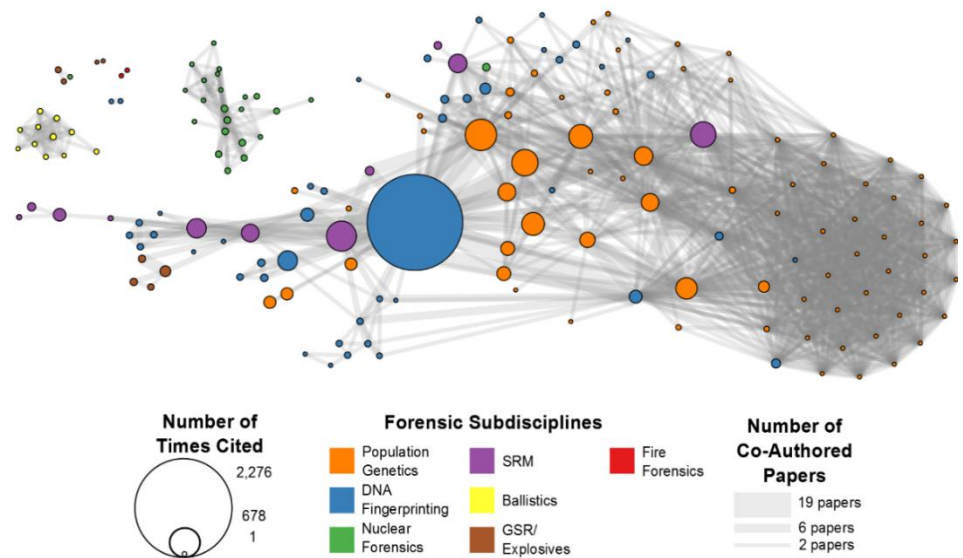 Number of
Times Cited
2,276
678
1
Forensic Subdisciplines
Population
Genetics
DNA
Fingerprinting
Nuclear
Forensics
SRM
Ballistics
GSR/
Explosives
Fire
Forensics
Number of
Co-Authored
Papers
19 papers
6 papers
2 papers